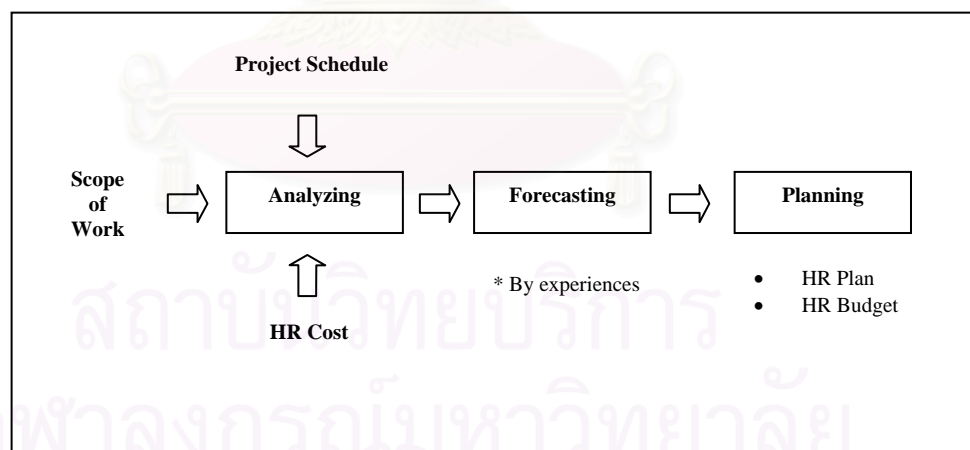 Project Schedule
Scope
of
Work
Analyzing
Forecasting
Planning
HR Cost
* By experiences
• HR Plan
• HR Budget
สถาบันวิทยบริการ
จุฬาลงกรณ์มหาวิทยาลัย